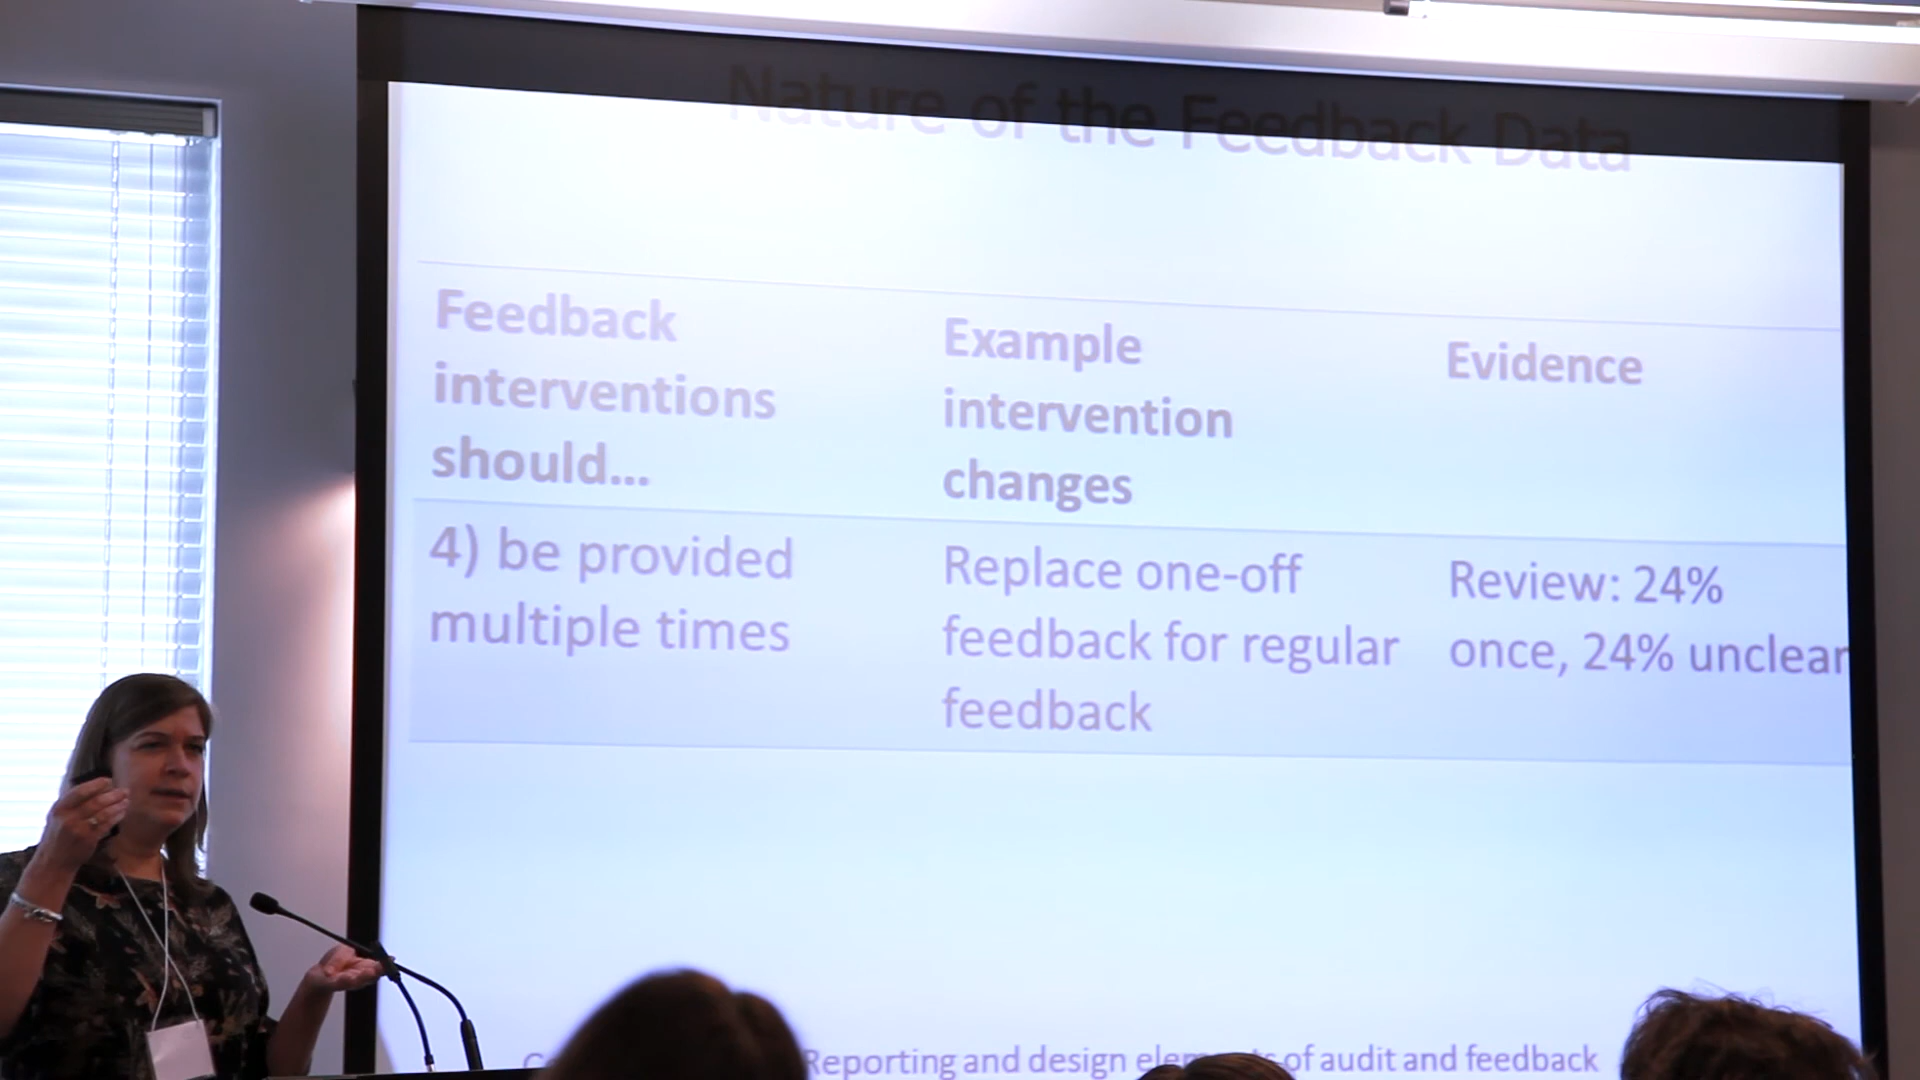 Nature of the Feedback Data
Feedback
interventions
should...
Example
intervention
changes
Evidence
4) be provided
multiple times
Replace one-off
feedback for regular
feedback
Review: 24%
once, 24% unclear
Reporting and design elements of audit and feedback